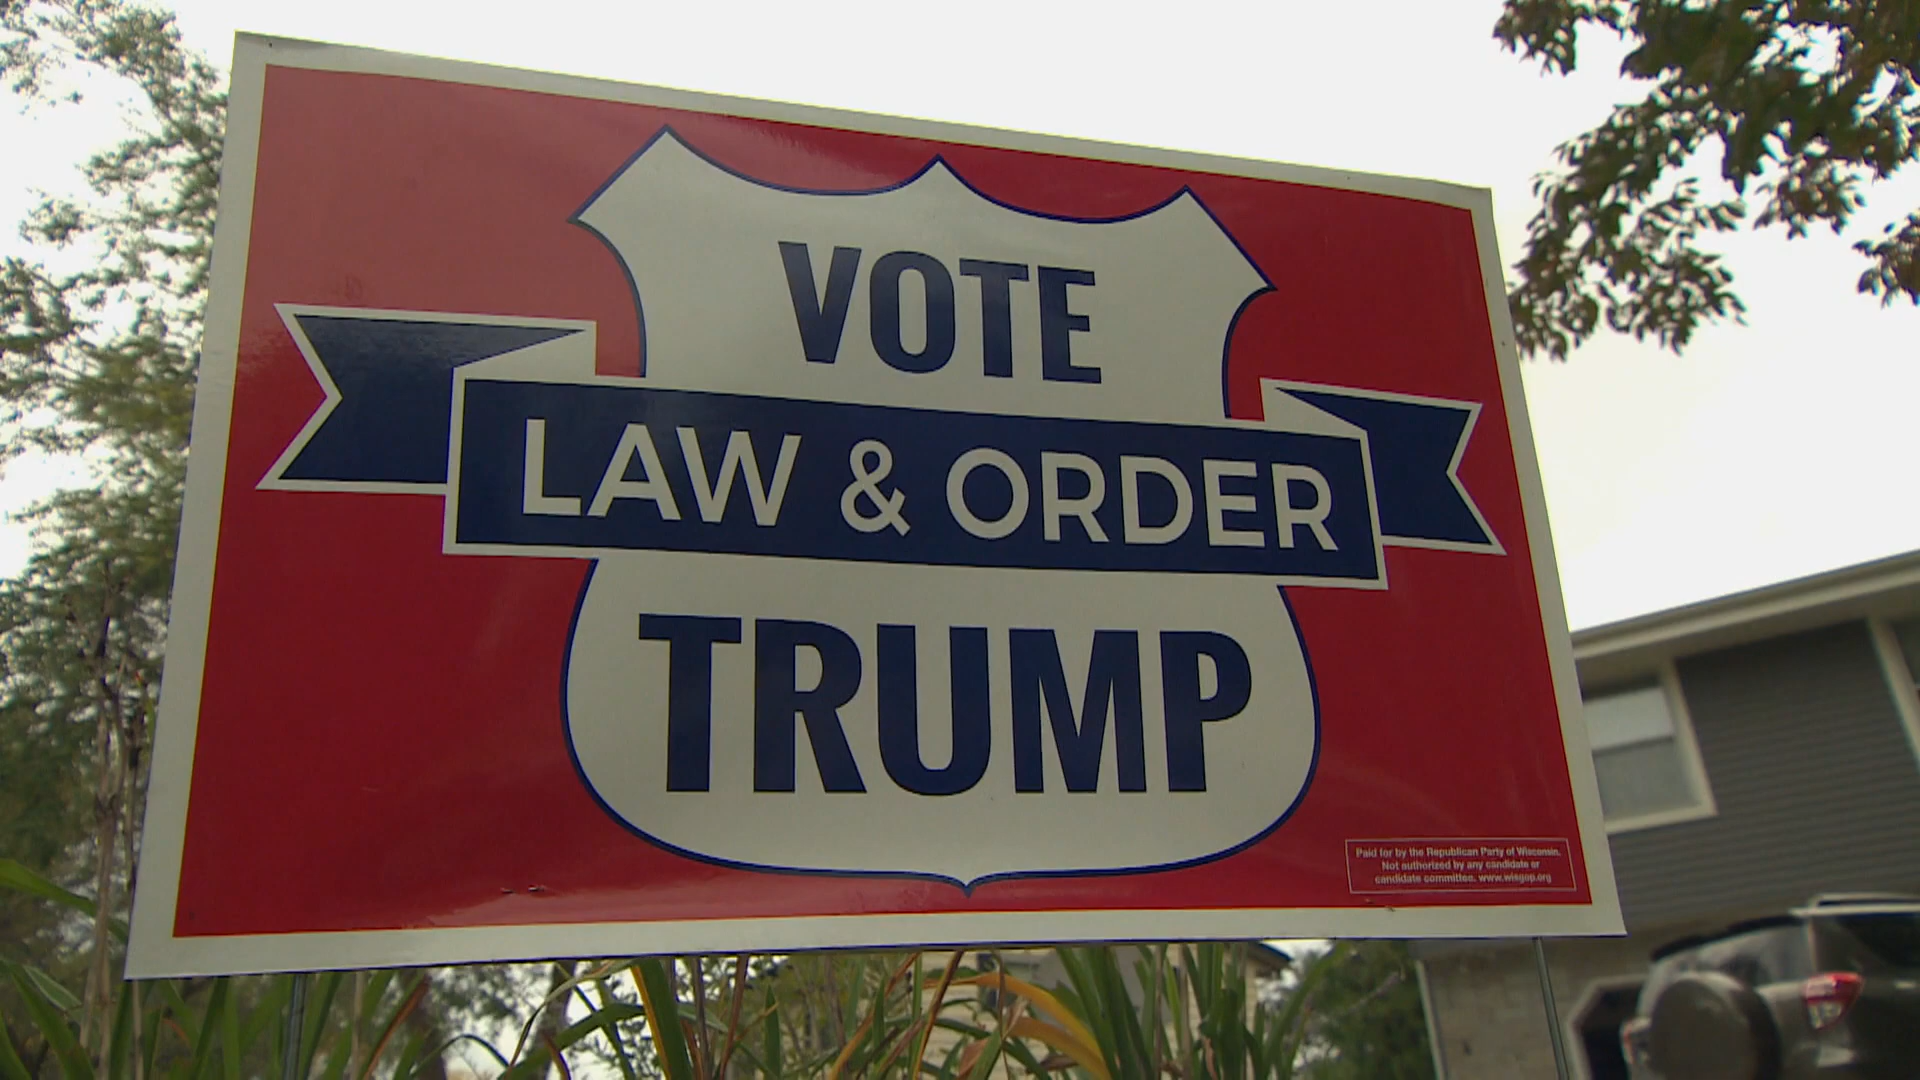 VOTE
LAW & ORDER
TRUMP
Paid for by the Republican Party of Wisconsin.
Not authorized by any candidate or
candidate committee. www.wisgop.org